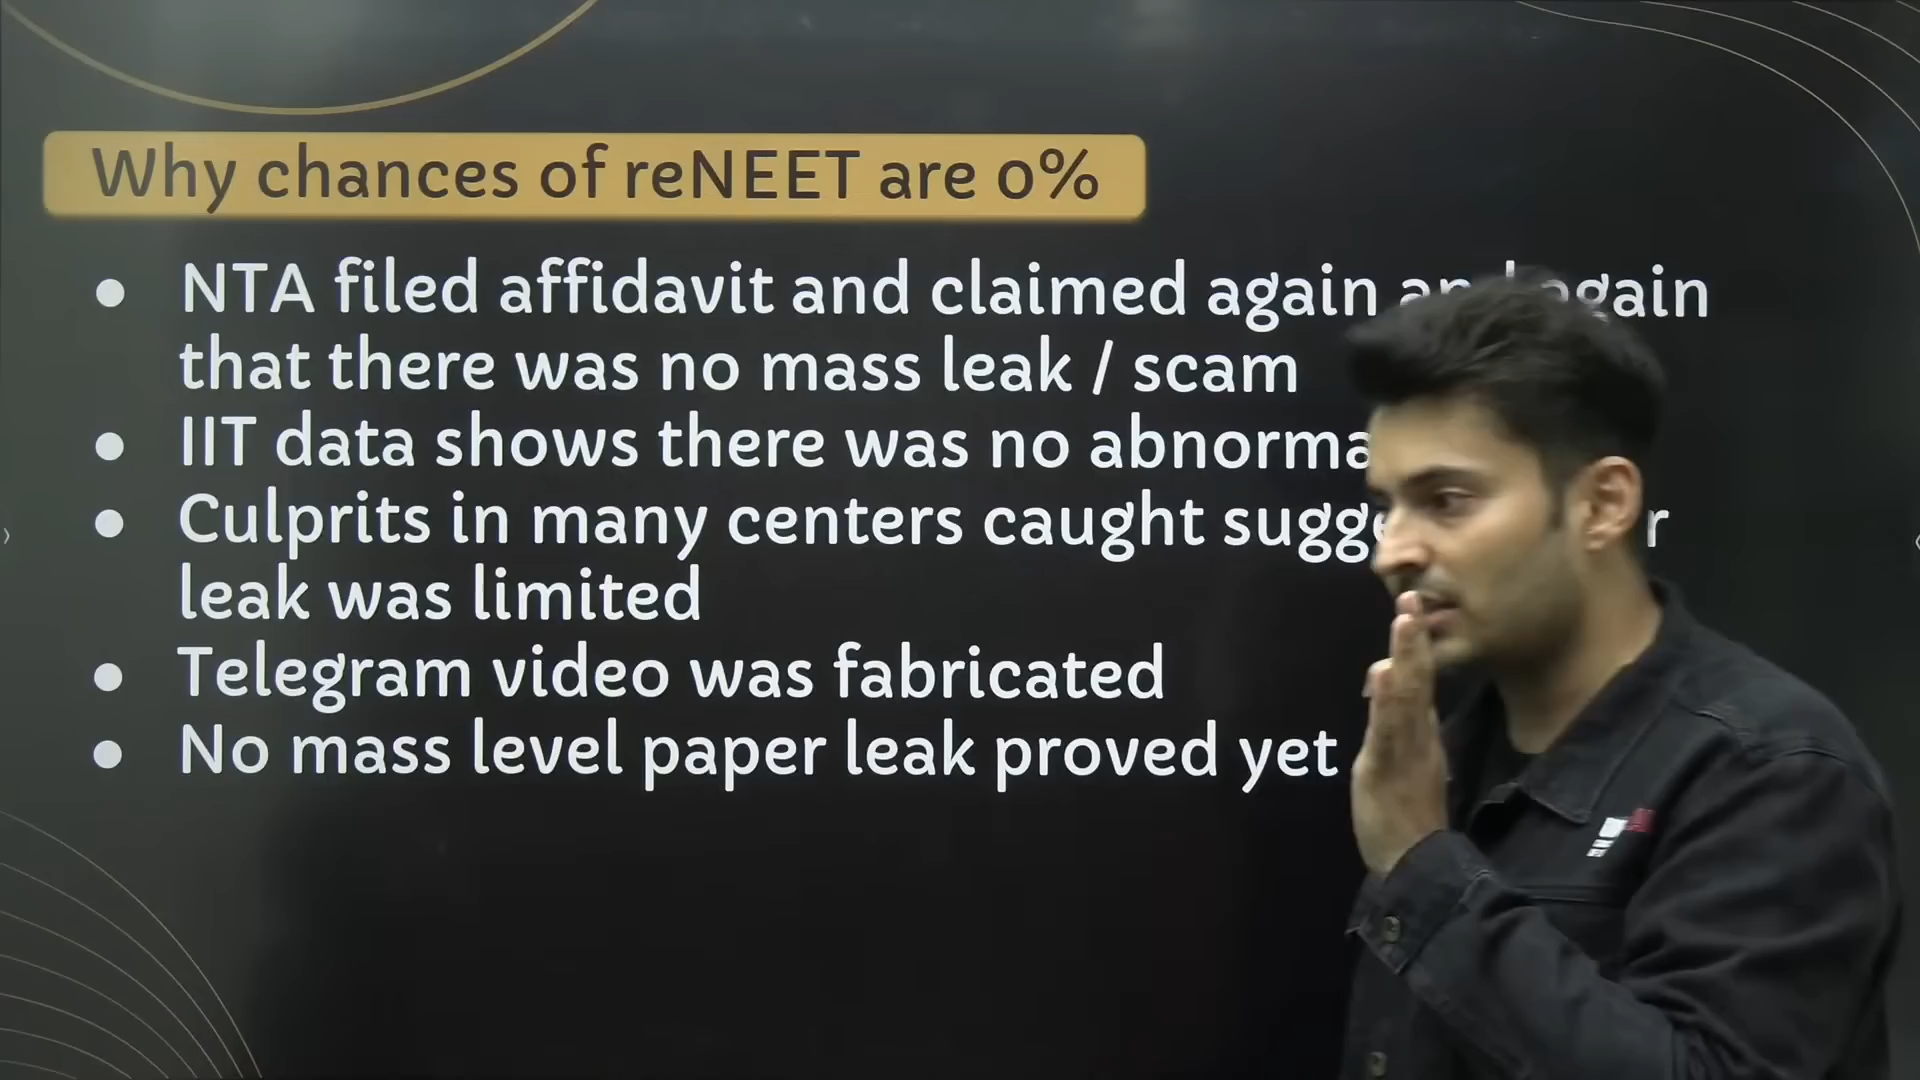 Why chances of reNEET are 0%
NTA filed affidavit and claimed again and again
that there was no mass leak / scam
IIT data shows there was no
Culprits in many centers caught
leak was limited
Telegram video was fabricated
No mass level paper leak proved yet